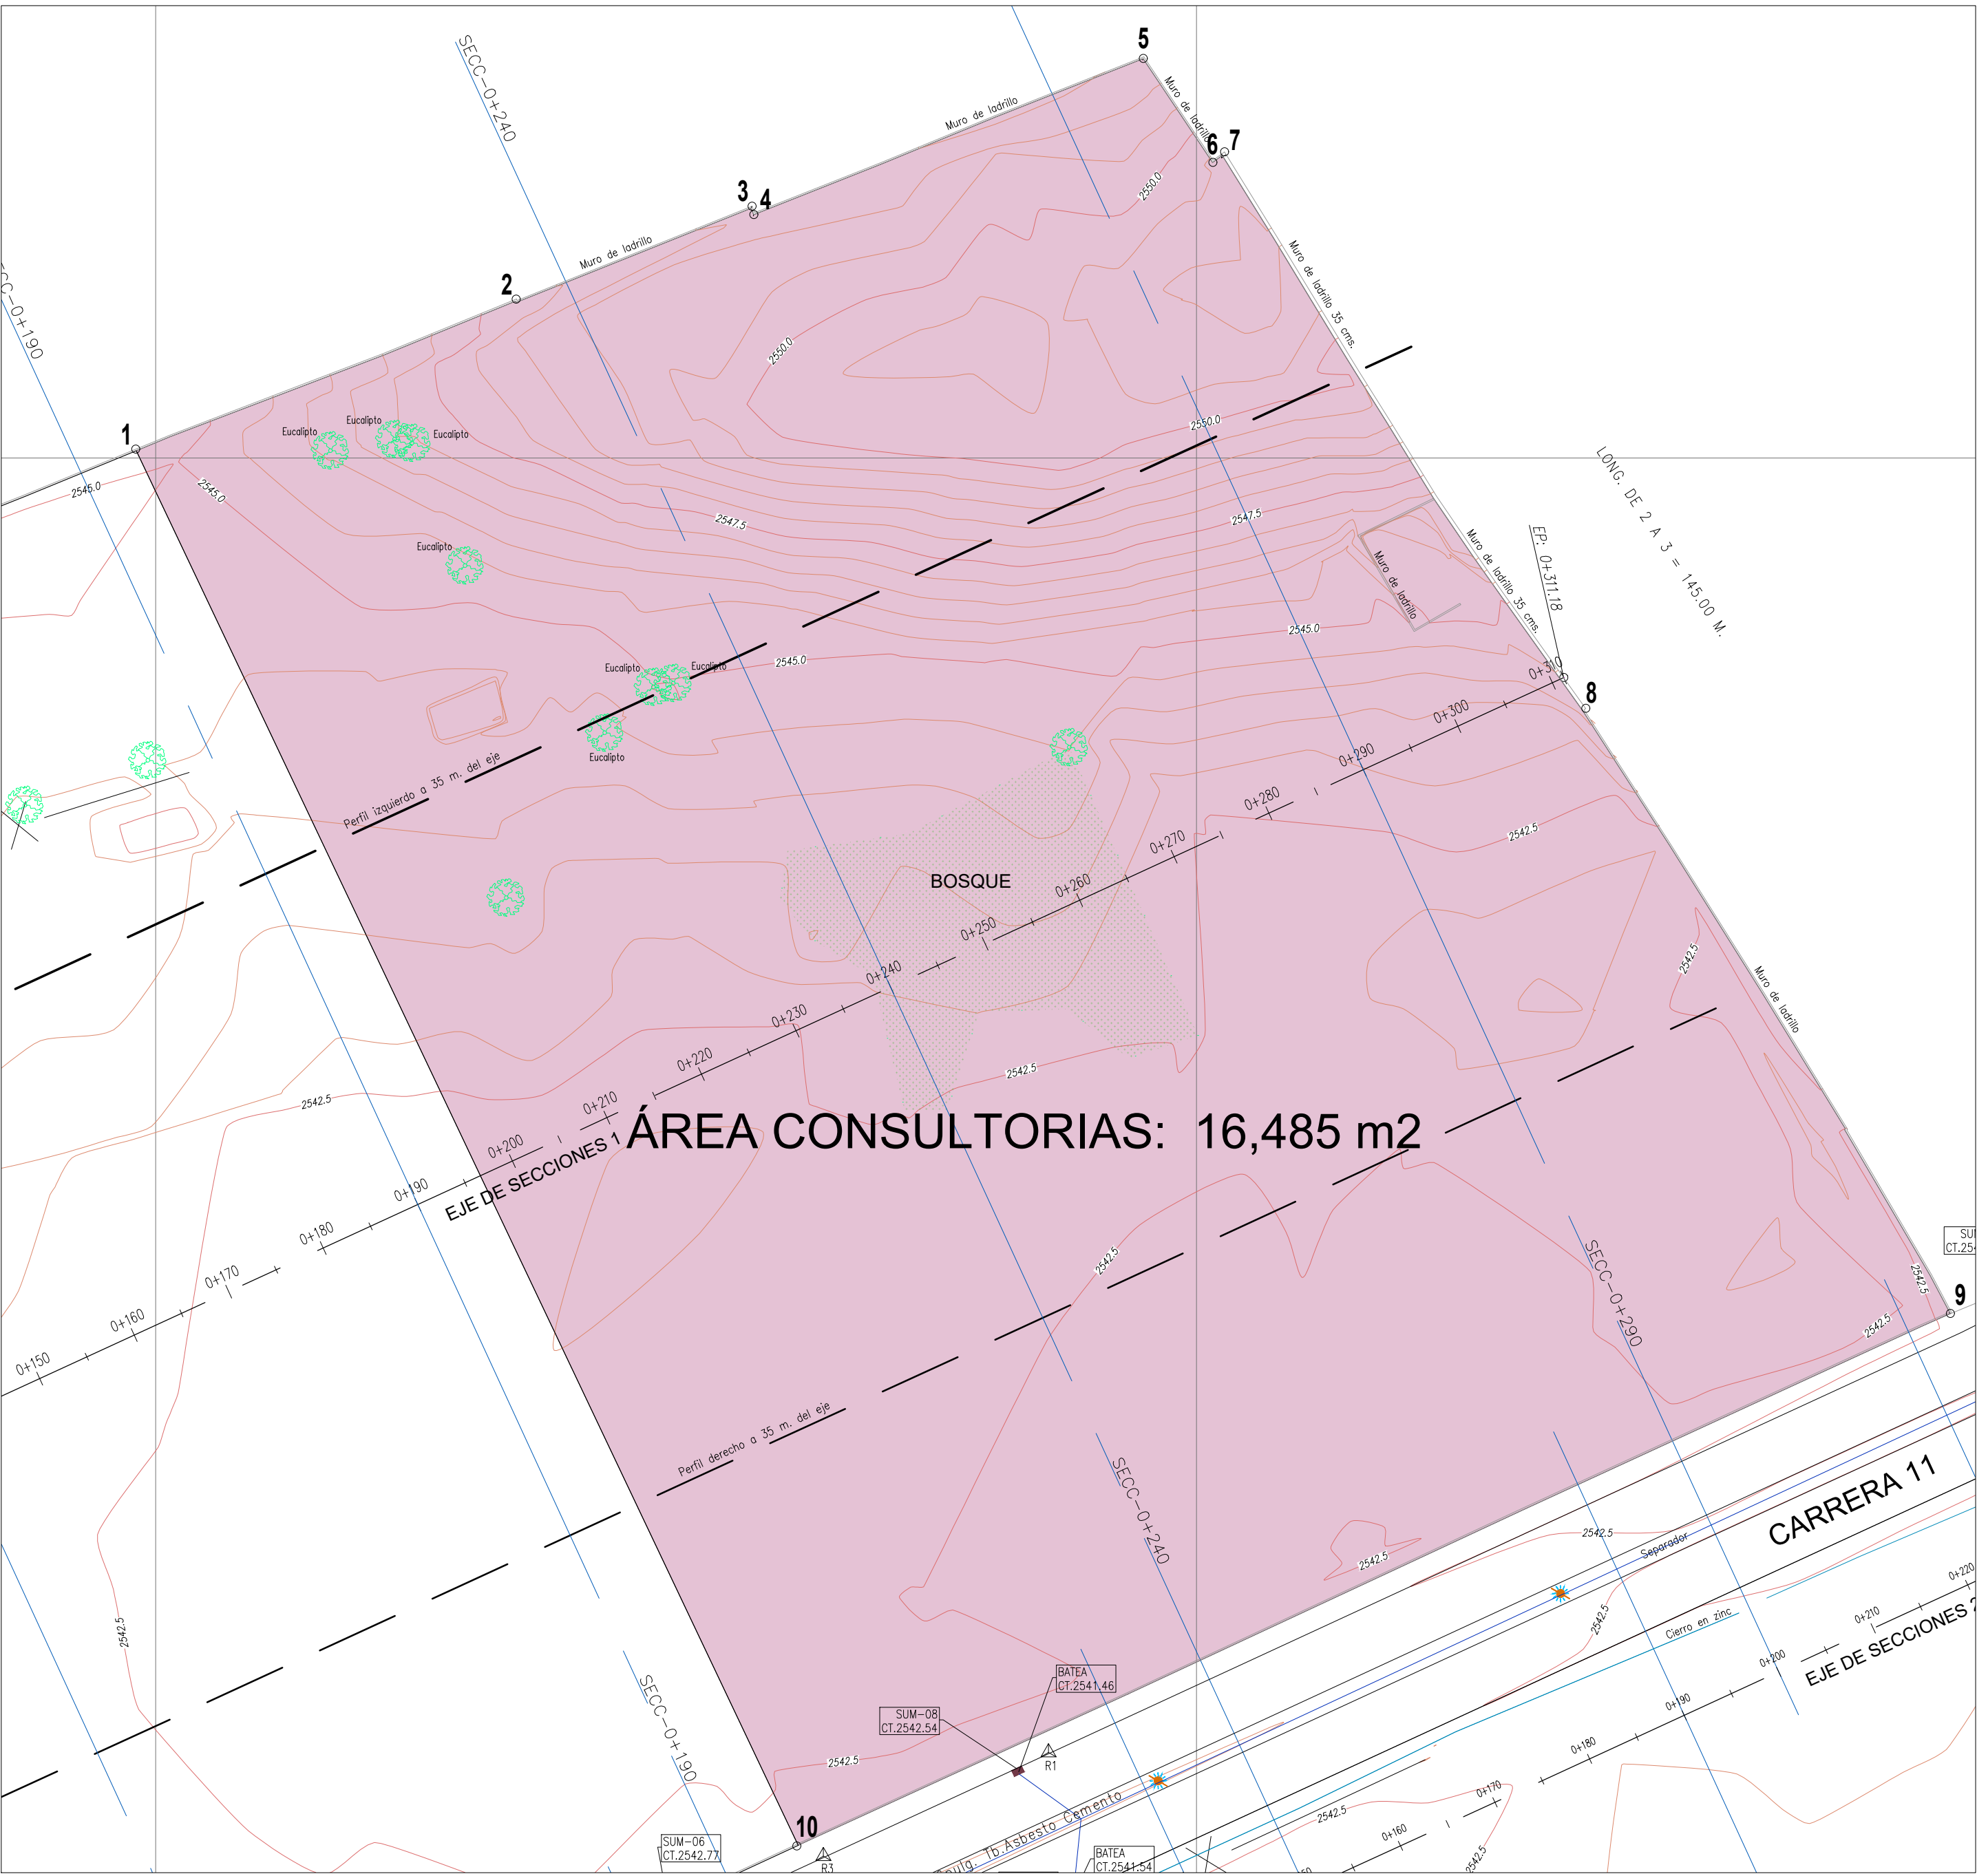 5
SECC-0+240
Muro de ladrillo
Muro de ladrillo
6
7
3
4
2550.0
Muro de ladrillo
Muro de ladrillo 35 cms.
2
2550.0
1
Eucalipto
Eucalipto
Eucalipto
2550.0
2545.0
2545.0
2547.5
2547.5
LONG. DE 2 A 3 = 145.00 M.
EP: 0+311.18
Eucalipto
Muro de ladrillo
Muro de ladrillo 35 cms.
2545.0
2545.0
Eucalipto
Eucalipto
Eucalipto
0+310
8
0+300
0+290
0+280
0+270
0+260
0+250
0+240
0+230
0+220
0+210
0+200
0+190
0+180
0+170
0+160
0+150
Perfil izquierdo a 35 m. del eje
2542.5
BOSQUE
2542.5
Muro de ladrillo
2542.5
2542.5
ÁREA CONSULTORIAS: 16,485 m2
EJE DE SECCIONES 1
2542.5
SECC-0+290
2542.5
9
2542.5
Perfil derecho a 35 m. del eje
SECC-0+240
CARRERA 11
2542.5
2542.5
Separador
2542.5
Cierro en zinc
0+220
0+210
0+200
0+190
0+180
0+170
0+160
EJE DE SECCIONES 2
2542.5
SECC-0+190
BATEA
CT.2541.46
SUM-08
CT.2542.54
2542.5
R1
10
Tb.Asbesto Cemento
2542.5
SUM-06
CT.2542.77
R3
BATEA
CT.2541.54
2542.5